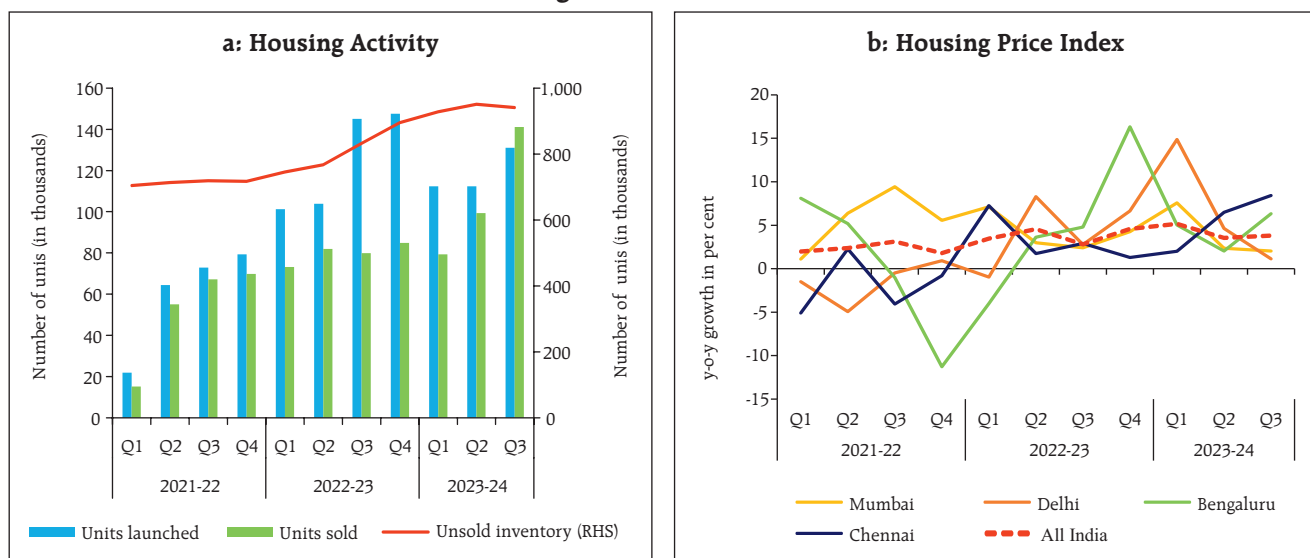 a: Housing Activity
Number of unis (in thousands)
160
140
120
100
80
60
40
20
0
1,000
800
600
400
200
0
Number of units (in thousands)
Q1 Q2 Q3 Q4 Q1 Q2 Q3 Q4 Q1 Q2 Q3
2021-22 2022-23 2023-24
Units launched Units sold Unsold inventory (RHS)
b: Housing Price Index
y-o-y growth in per cent
20
15
10
5
0
-5
-10
-15
Q1 Q2 Q3 Q4 Q1 Q2 Q3 Q4 Q1 Q2 Q3
2021-22 2022-23 2023-24
Mumbai Delhi Bengaluru
Chennai All India